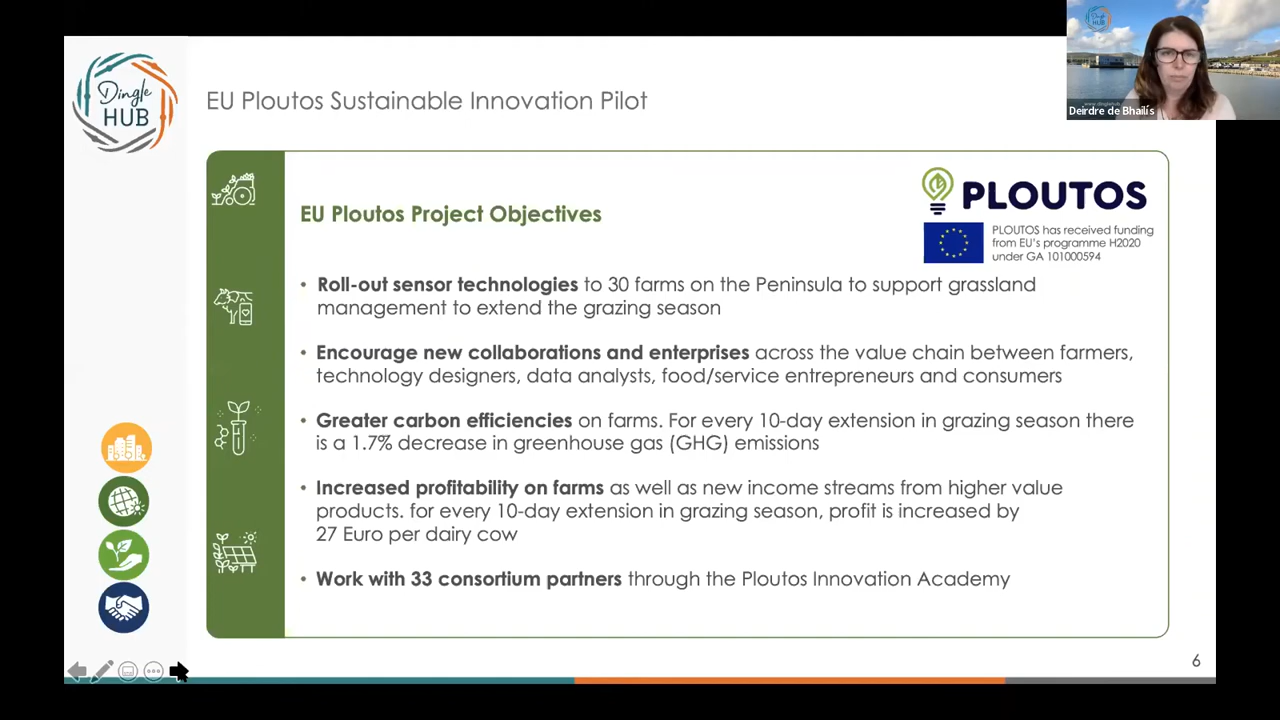 Dingle
HUB
EU Ploutos Sustainable Innovation Pilot
Dingle
HUB
Deirdre de Bhailís
PLOUTOS
PLOUTOS has received funding
from EU's programme H2020
under GA 101000594
EU Ploutos Project Objectives
• Roll-out sensor technologies to 30 farms on the Peninsula to support grassland
management to extend the grazing season
• Encourage new collaborations and enterprises across the value chain between farmers,
technology designers, data analysts, food/service entrepreneurs and consumers
• Greater carbon efficiencies on farms. For every 10-day extension in grazing season there
is a 1.7% decrease in greenhouse gas (GHG) emissions
• Increased profitability on farms as well as new income streams from higher value
products. for every 10-day extension in grazing season, profit is increased by
27 Euro per dairy cow
• Work with 33 consortium partners through the Ploutos Innovation Academy
6